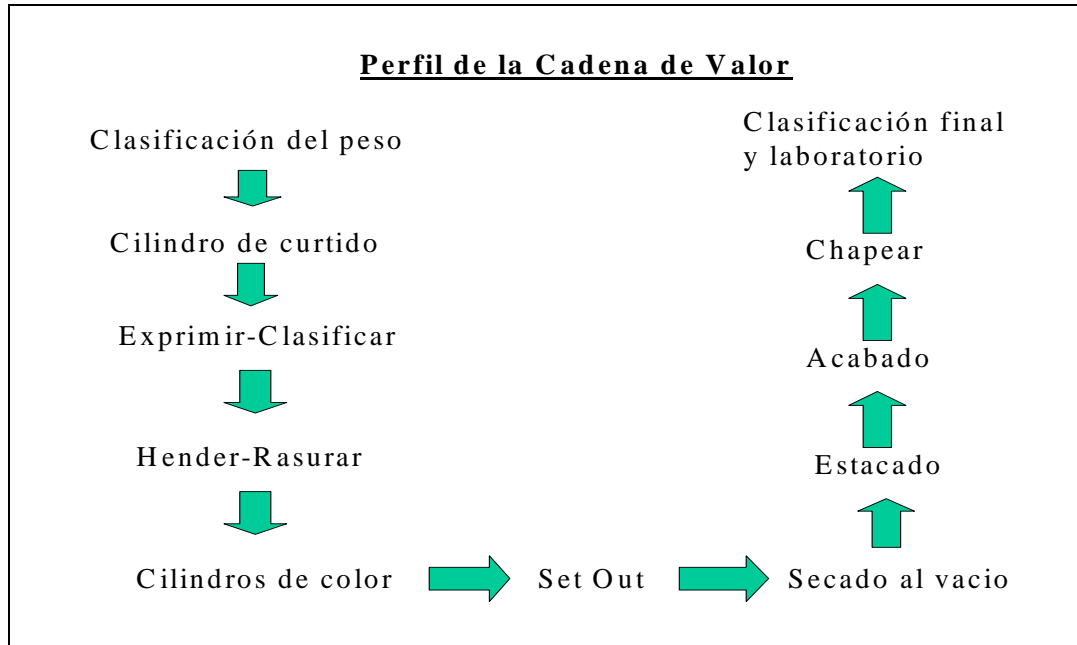 Perfil de la Cadena de Valor
Clasificación del peso
Cilindro de curtido
Exprimir-Clasificar
Hender-Rasurar
Cilindros de color
Set Out
Secado al vacio
Estacado
Acabado
Chapear
Clasificación final
y laboratorio